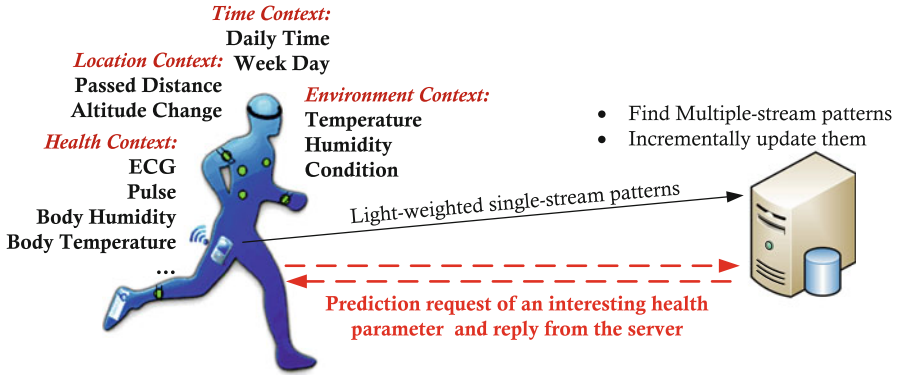 Time Context:
Daily Time
Week Day
Location Context:
Passed Distance
Altitude Change
Environment Context:
Temperature
Humidity
Condition
Health Context:
ECG
Pulse
Body Humidity
Body Temperature
...
• Find Multiple-stream patterns
• Incrementally update them
Light-weighted single-stream patterns
Prediction request of an interesting health
parameter and reply from the server